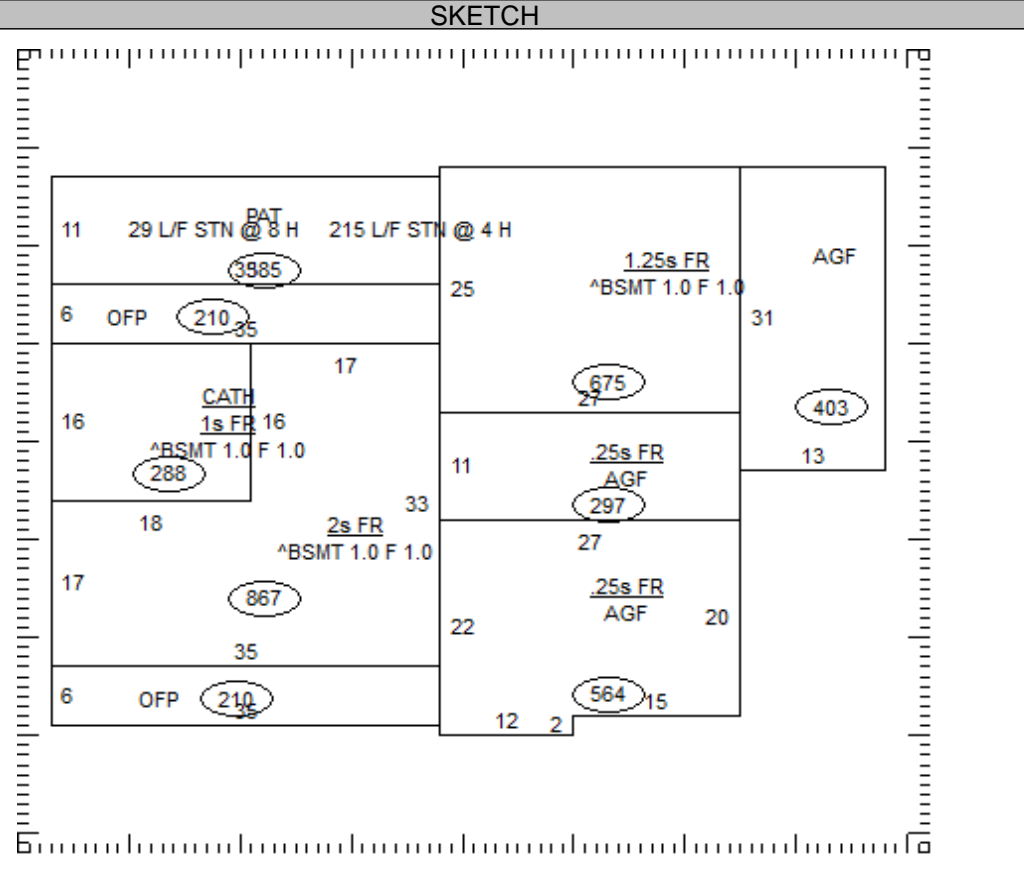 SKETCH
PAT
11 29 L/F STN @ 8 H 215 L/F STN @ 4 H
AGF
1.25s FR
35 385
^BSMT 1.0 F 1.0
25
6 OFP 210
31
35
17
675
27
CATH
403
16 1s FR 16
^BSMT 1.0 F 1.0
.25s FR
13
11
288
AGF
33
297
18
2s FR
27
^BSMT 1.0 F 1.0
17
.25s FR
867
AGF
20
22
35
6 OFP 210
564
15
35
12 2